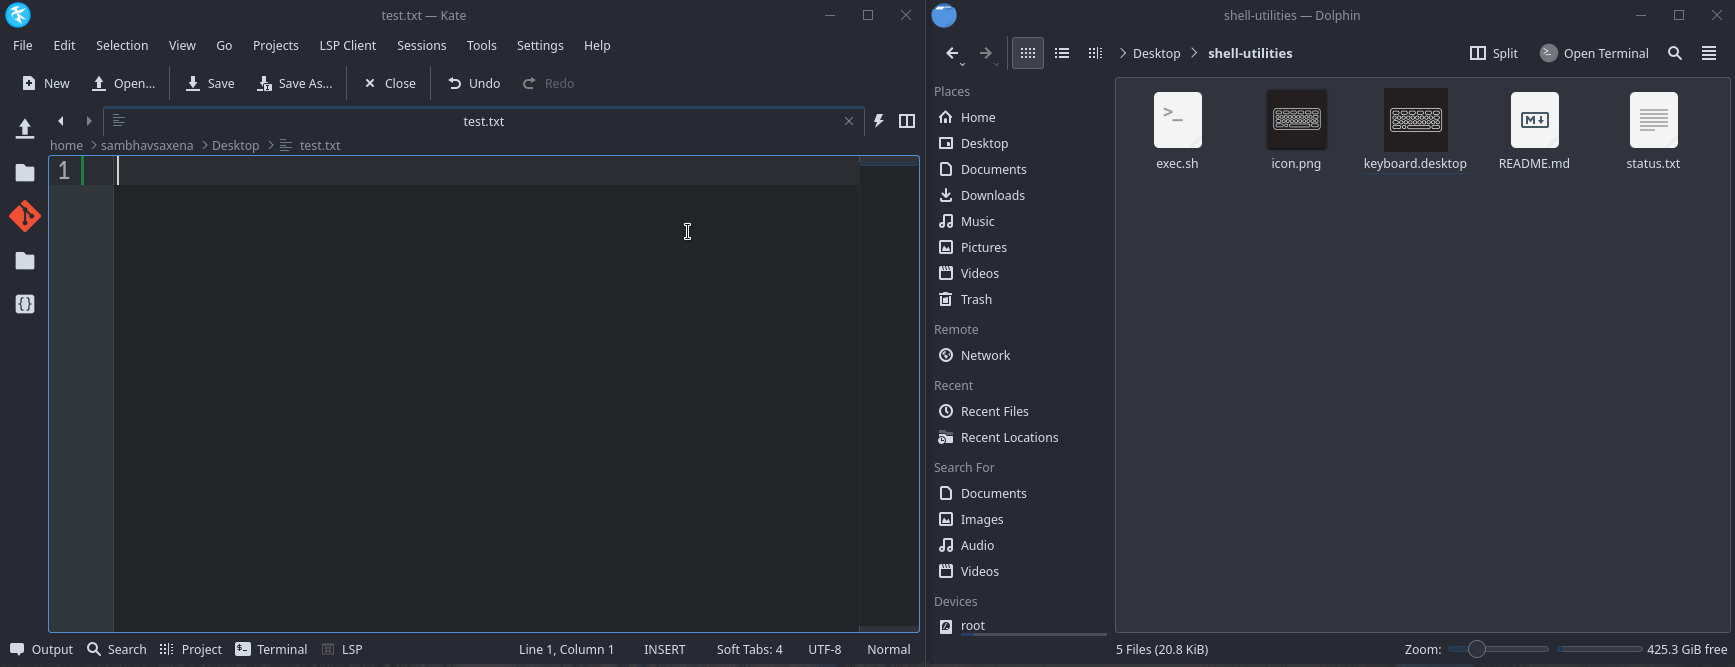 test.txt — Kate
File Edit Selection View Go Projects LSP Client Sessions Tools Settings Help
New Open... Save Save As... Close Undo Redo
test.txt
home sambhavsaxena Desktop test.txt
1
Output Search Project Terminal LSP Line 1, Column 1 INSERT Soft Tabs: 4 UTF-8 Normal
shell-utilities — Dolphin
Desktop shell-utilities Split Open Terminal
Places
Home
Desktop
Documents
Downloads
Music
Pictures
Videos
Trash
Remote
Network
Recent
Recent Files
Recent Locations
Search For
Documents
Images
Audio
Videos
Devices
root
exec.sh icon.png keyboard.desktop README.md status.txt
5 Files (20.8 KiB) Zoom: 425.3 GiB free